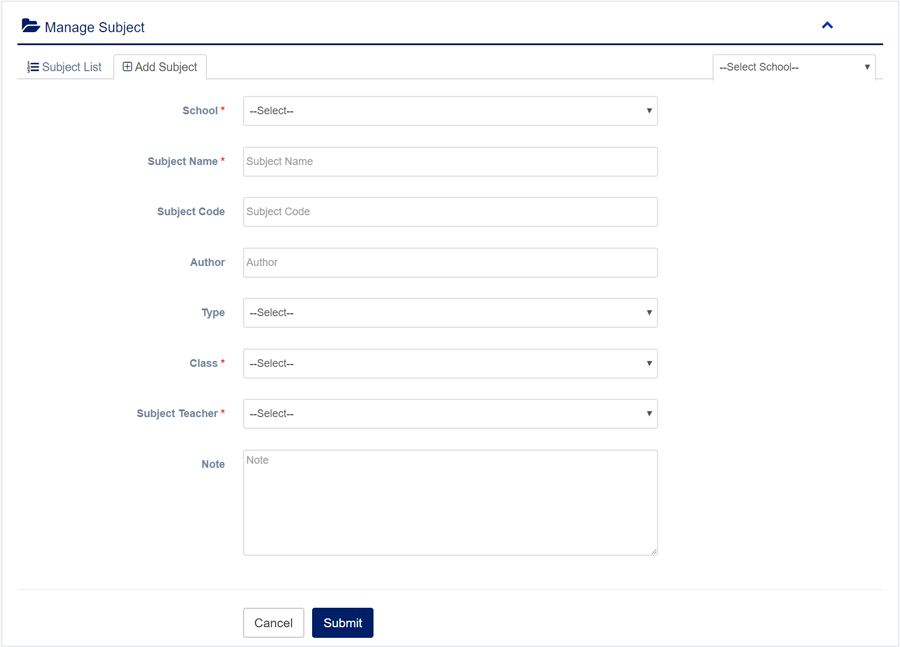 Manage Subject
Subject List
Add Subject
--Select School--
School *
--Select--
Subject Name *
Subject Name
Subject Code
Subject Code
Author
Author
Type
--Select--
Class *
--Select--
Subject Teacher *
--Select--
Note
Note
Cancel
Submit